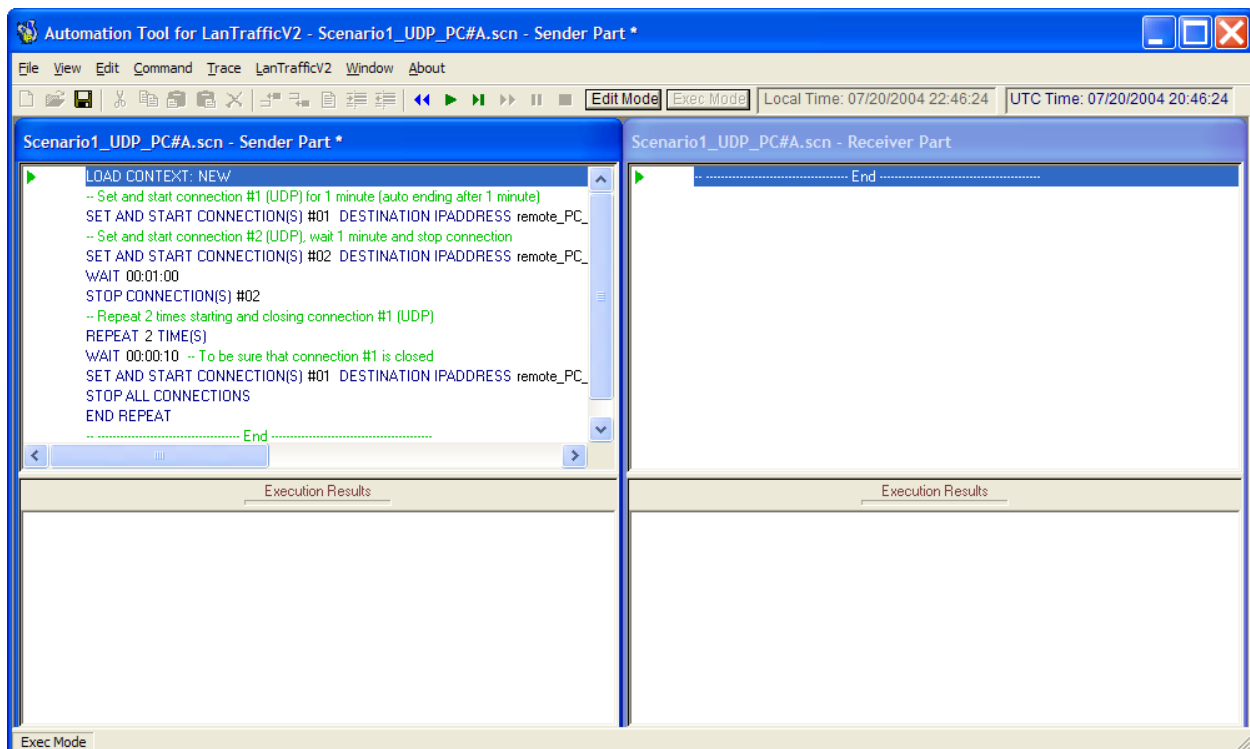 Automation Tool for LanTrafficV2 - Scenario1_UDP_PC#A.scn - Sender Part *
File View Edit Command Trace LanTrafficV2 Window About
Edit Mode Exec Mode Local Time: 07/20/2004 22:46:24 UTC Time: 07/20/2004 20:46:24
Scenario1_UDP_PC#A.scn - Sender Part *
LOAD CONTEXT: NEW
-- Set and start connection #1 (UDP) for 1 minute (auto ending after 1 minute)
SET AND START CONNECTION(S) #01 DESTINATION IPADDRESS remote_PC_
-- Set and start connection #2 (UDP), wait 1 minute and stop connection
SET AND START CONNECTION(S) #02 DESTINATION IPADDRESS remote_PC_
WAIT 00:01:00
STOP CONNECTION(S) #02
-- Repeat 2 times starting and closing connection #1 (UDP)
REPEAT 2 TIME(S)
WAIT 00:00:10 -- To be sure that connection #1 is closed
SET AND START CONNECTION(S) #01 DESTINATION IPADDRESS remote_PC_
STOP ALL CONNECTIONS
END REPEAT
-- ------------------------------------- End -----------------------------------------
Execution Results
Scenario1_UDP_PC#A.scn - Receiver Part
-- ------------------------------------- End -----------------------------------------
Execution Results
Exec Mode